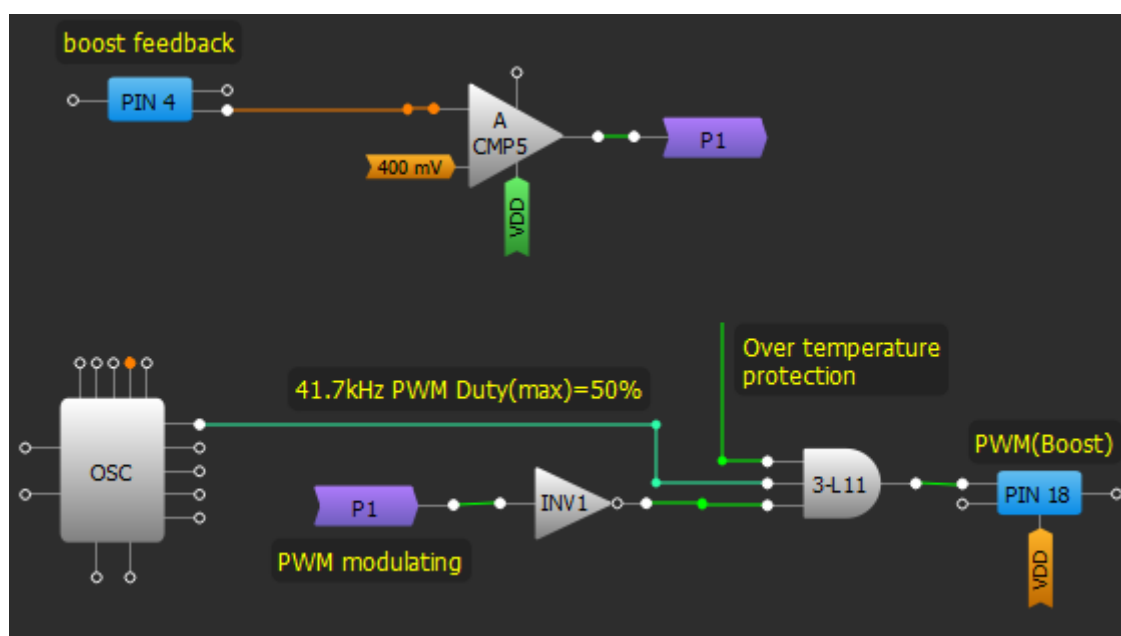 boost feedback
PIN 4
A
CMP5
400 mV
VDD
P1
OSC
41.7kHz PWM Duty(max)=50%
P1
PWM modulating
INV1
Over temperature
protection
3-L11
PWM(Boost)
PIN 18
VDD